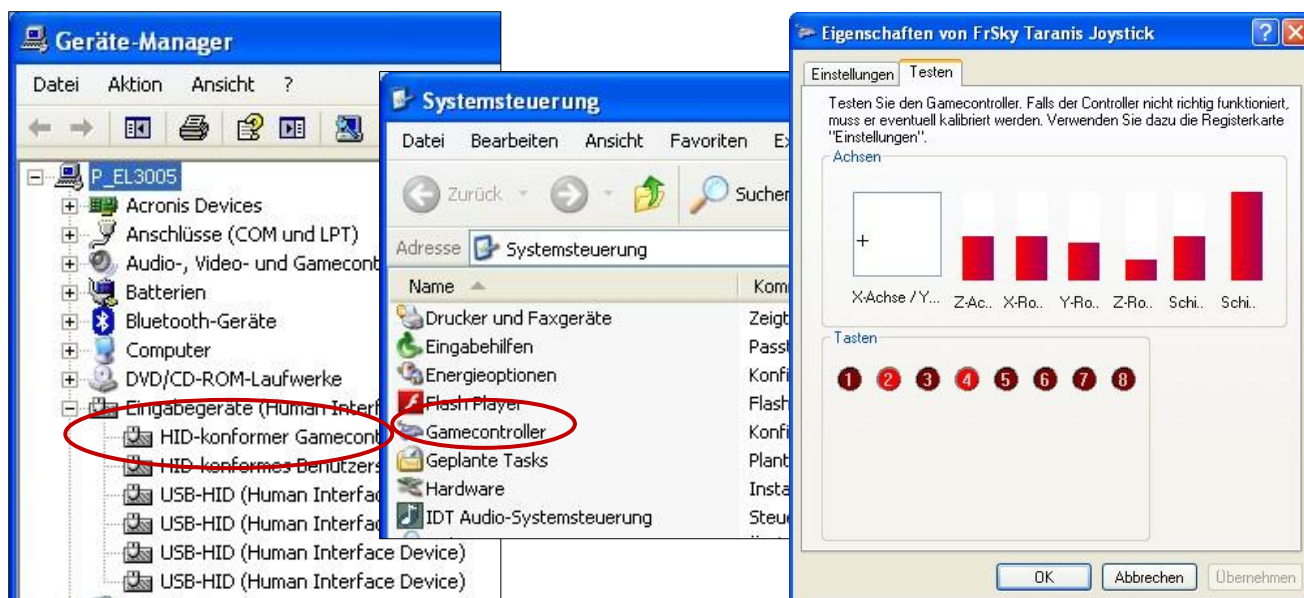 Geräte-Manager
Datei Aktion Ansicht ?
P_EL3005
Acronis Devices
Anschlüsse (COM und LPT)
Audio-, Video- und Gamecont
Batterien
Bluetooth-Geräte
Computer
DVD/CD-ROM-Laufwerke
Eingabegeräte (Human Interf
HID-konformer Gamecont
HID-konformes Benutzers
USB-HID (Human Interfac
USB-HID (Human Interfac
USB-HID (Human Interface Device)
USB-HID (Human Interface Device)
Systemsteuerung
Datei Bearbeiten Ansicht Favoriten Ex
Zurück Suchen
Adresse Systemsteuerung
Name Kom
Drucker und Faxgeräte Zeigt
Eingabehilfen Passt
Energieoptionen Konfi
Flash Player Flash
Gamecontroller Konfi
Geplante Tasks Plant
Hardware Insta
IDT Audio-Systemsteuerung Steue
Eigenschaften von FrSky Taranis Joystick
Einstellungen Testen
Testen Sie den Gamecontroller. Falls der Controller nicht richtig funktioniert,
muss er eventuell kalibriert werden. Verwenden Sie dazu die Registerkarte
"Einstellungen".
Achsen
X-Achse / Y... Z-Ac.. X-Ro.. Y-Ro.. Z-Ro.. Schi.. Schi..
Tasten
1 2 3 4 5 6 7 8
OK Abbrechen Übernehmen